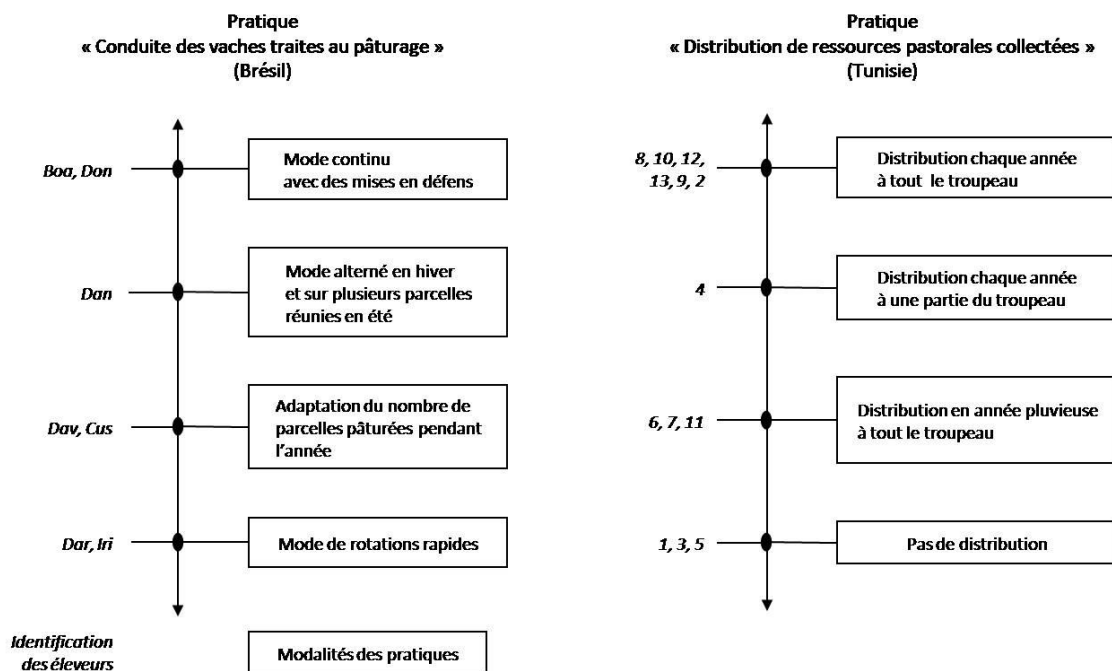 Pratique
« Conduite des vaches traites au pâturage »
(Brésil)
Boa, Don
Mode continu
avec des mises en défens
Dan
Mode alterné en hiver
et sur plusieurs parcelles
réunies en été
Dav, Cus
Adaptation du nombre de
parcelles pâturées pendant
l'année
Dar, Iri
Mode de rotations rapides
Identification
des éleveurs
Modalités des pratiques
Pratique
« Distribution de ressources pastorales collectées »
(Tunisie)
8, 10, 12,
13, 9, 2
Distribution chaque année
à tout le troupeau
4
Distribution chaque année
à une partie du troupeau
6, 7, 11
Distribution en année pluvieuse
à tout le troupeau
1, 3, 5
Pas de distribution